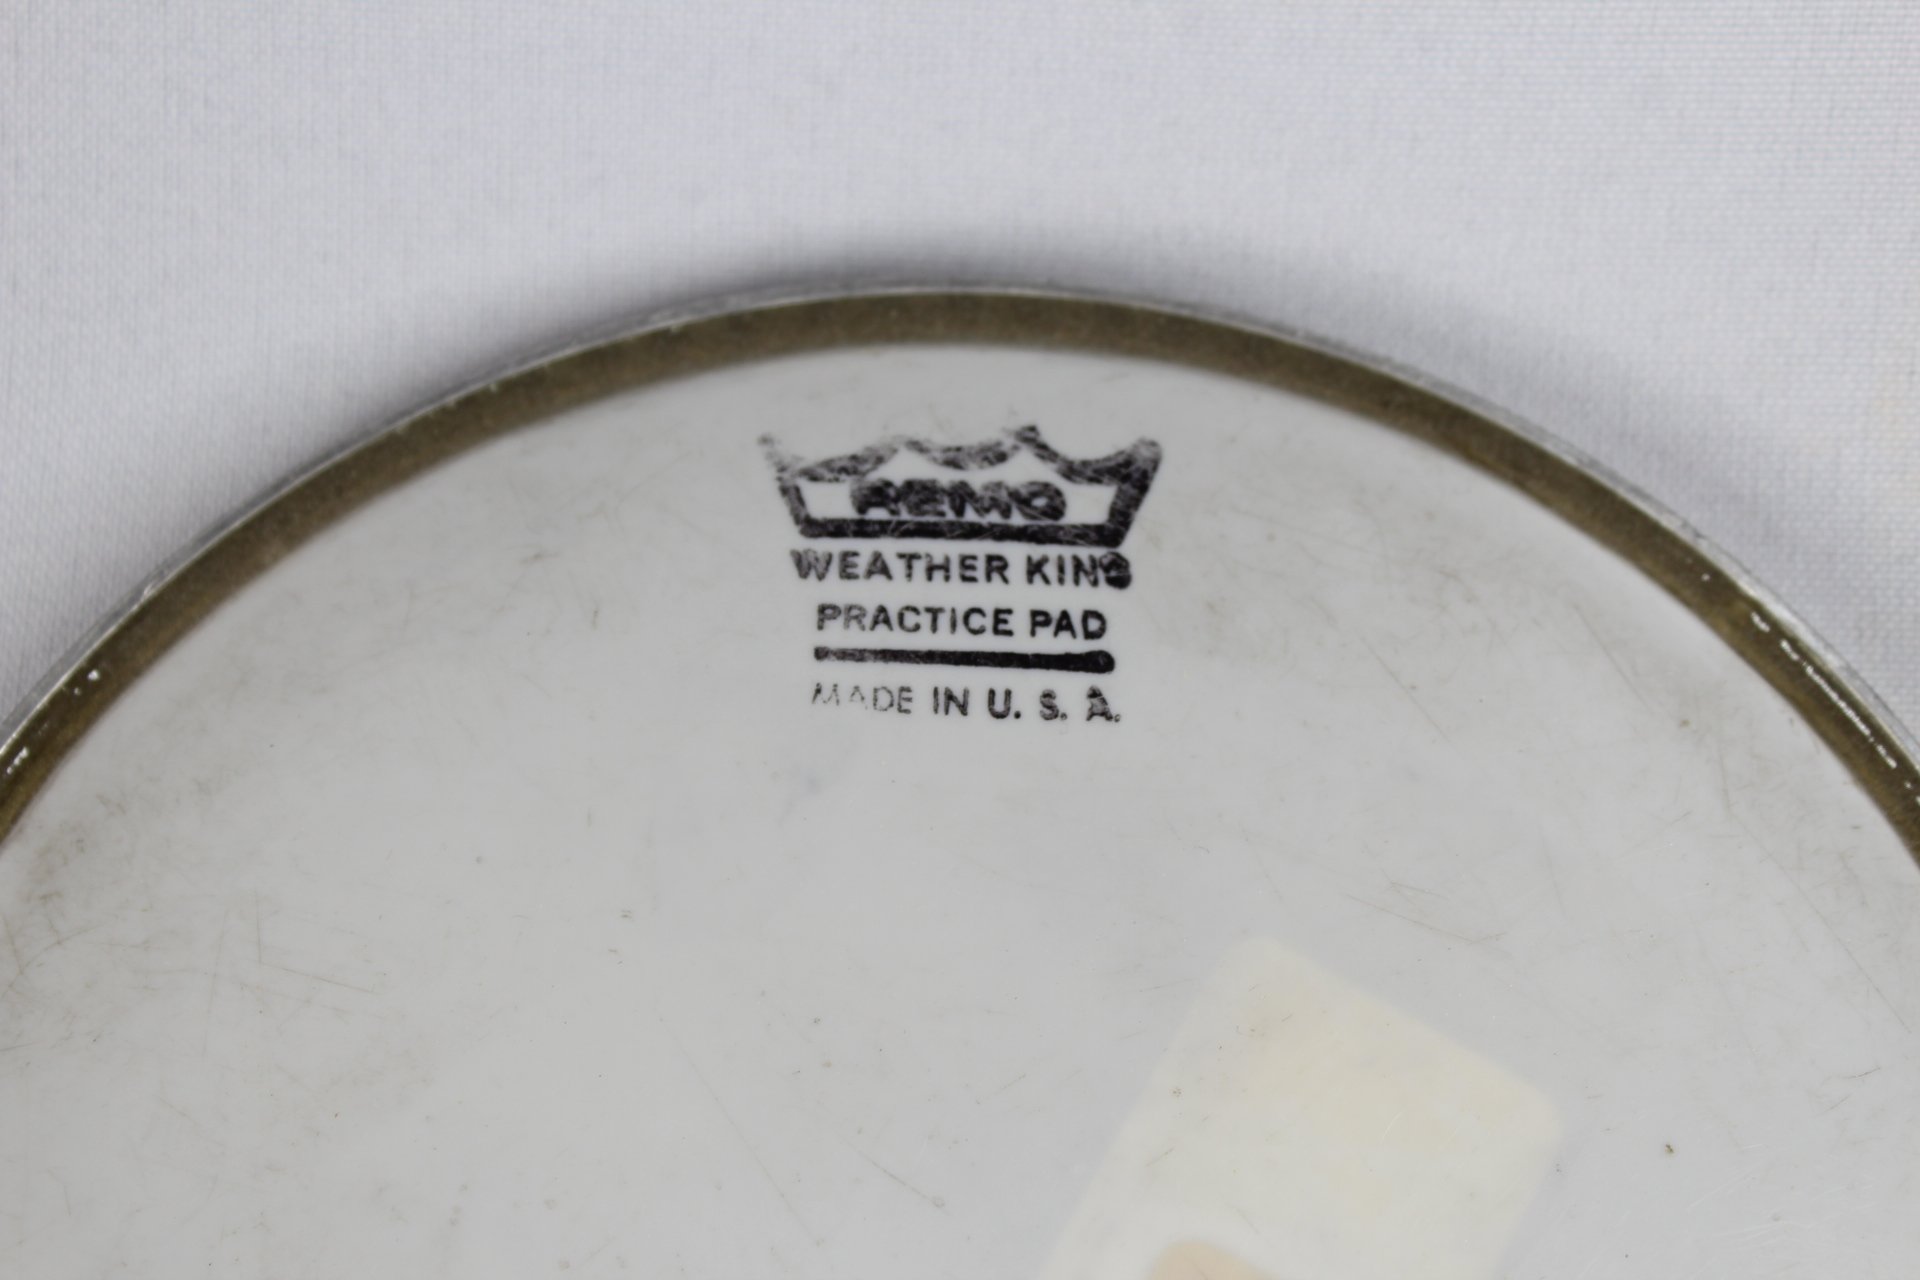 REMO
WEATHER KING
PRACTICE PAD
MADE IN U. S. A.